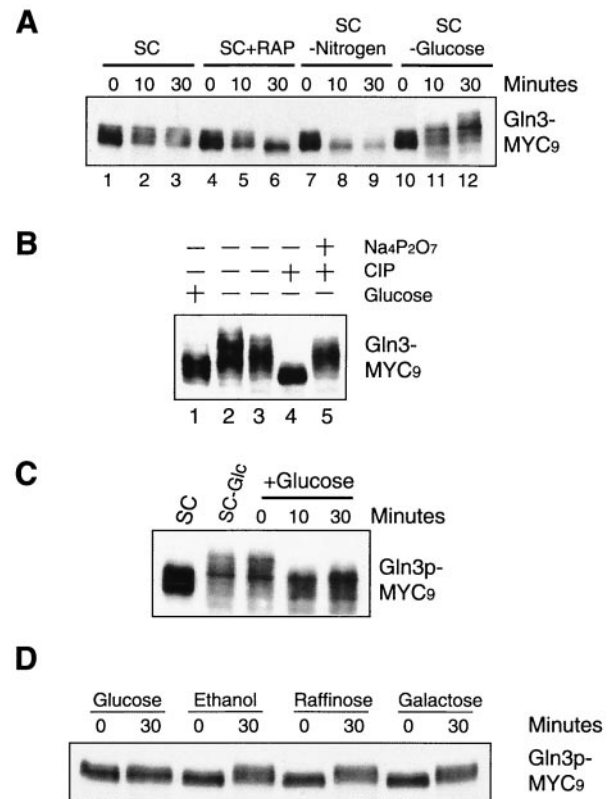 A
SC SC+RAP SC -Nitrogen SC -Glucose
0 10 30 0 10 30 0 10 30 0 10 30 Minutes
Gln3-
MYC9
1 2 3 4 5 6 7 8 9 10 11 12
B
– – – – + Na4P2O7
– – – + + CIP
+ – – – – Glucose
Gln3-
MYC9
1 2 3 4 5
C
SC SC-Glc +Glucose
0 10 30 Minutes
Gln3p-
MYC9
D
Glucose Ethanol Raffinose Galactose
0 30 0 30 0 30 0 30 Minutes
Gln3p-
MYC9